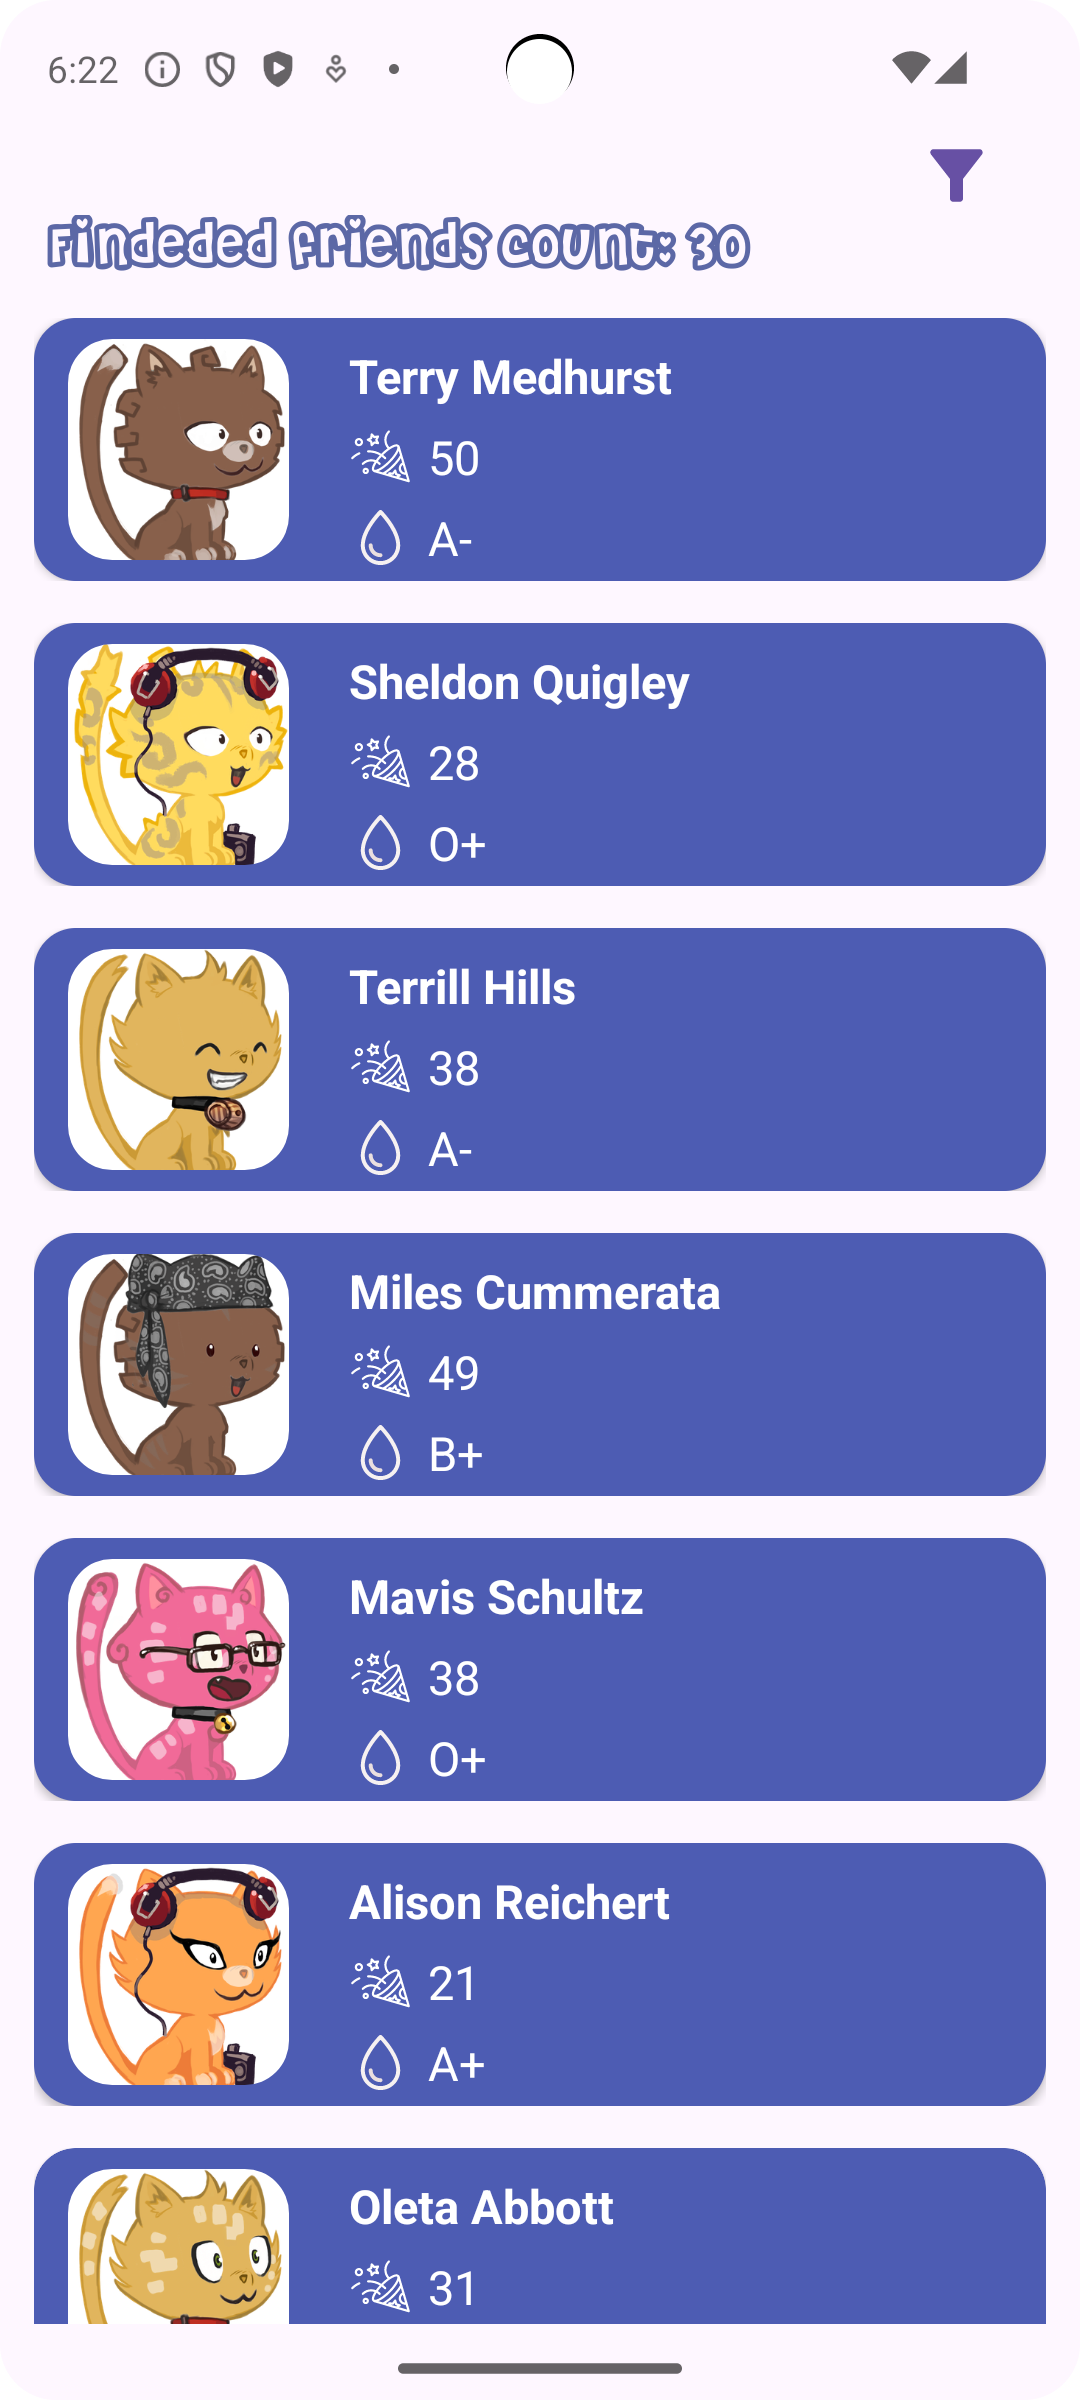 6:22
Findeded friends count: 30
Terry Medhurst
50
A-
Sheldon Quigley
28
O+
Terrill Hills
38
A-
Miles Cummerata
49
B+
Mavis Schultz
38
O+
Alison Reichert
21
A+
Oleta Abbott
31